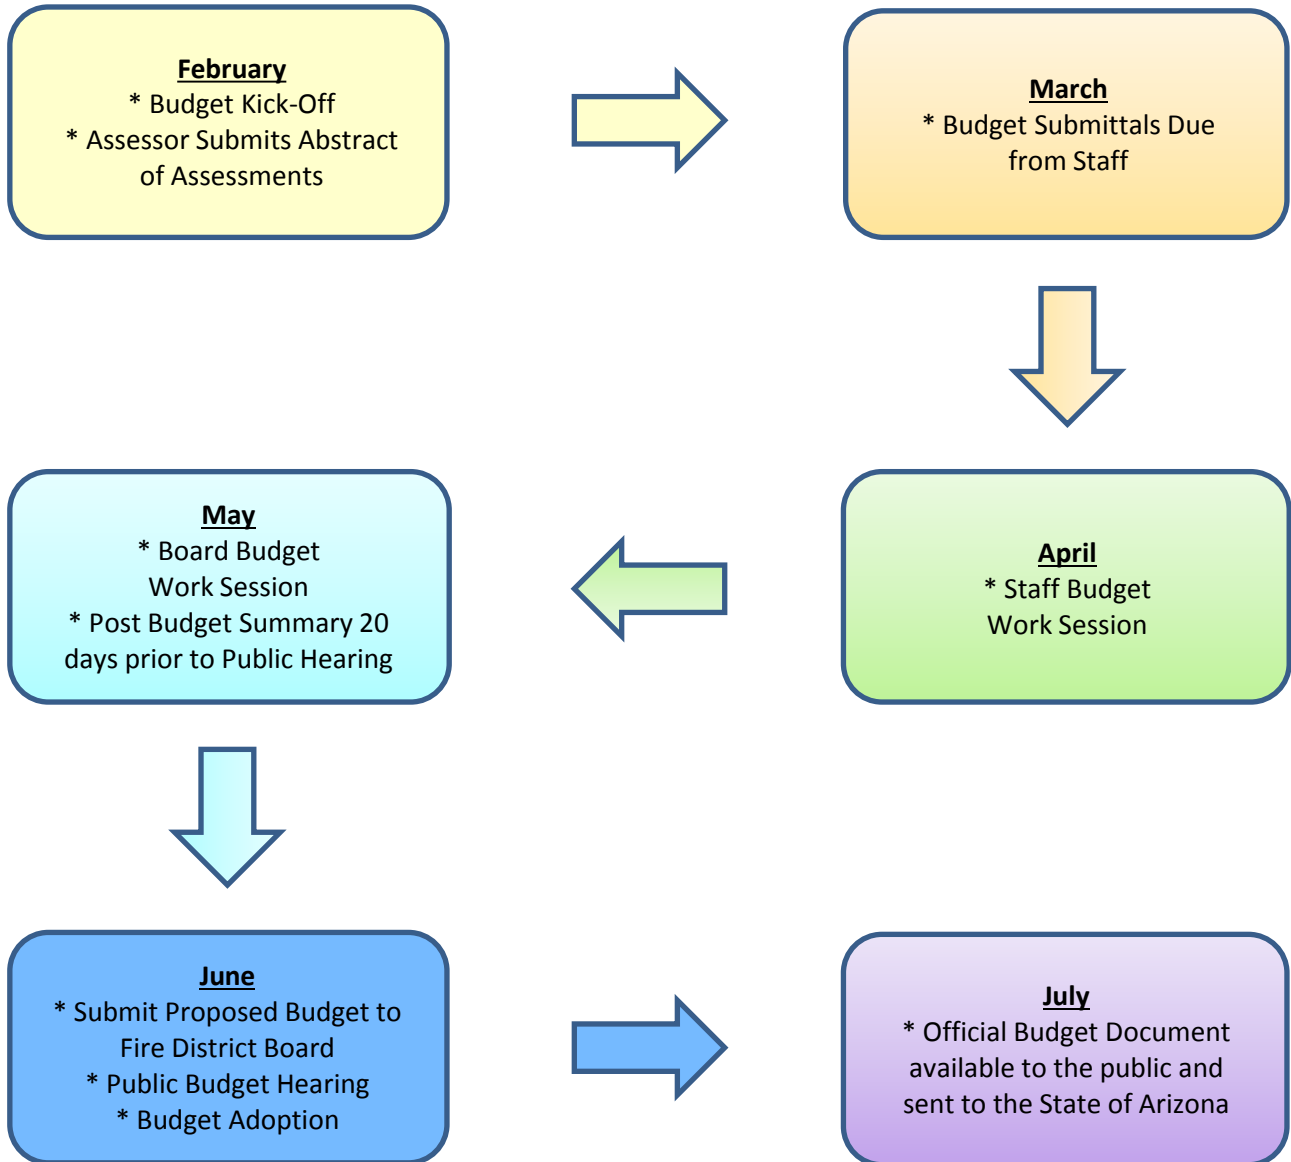 February
* Budget Kick-Off
* Assessor Submits Abstract
of Assessments
March
* Budget Submittals Due
from Staff
April
* Staff Budget
Work Session
May
* Board Budget
Work Session
* Post Budget Summary 20
days prior to Public Hearing
June
* Submit Proposed Budget to
Fire District Board
* Public Budget Hearing
* Budget Adoption
July
* Official Budget Document
available to the public and
sent to the State of Arizona